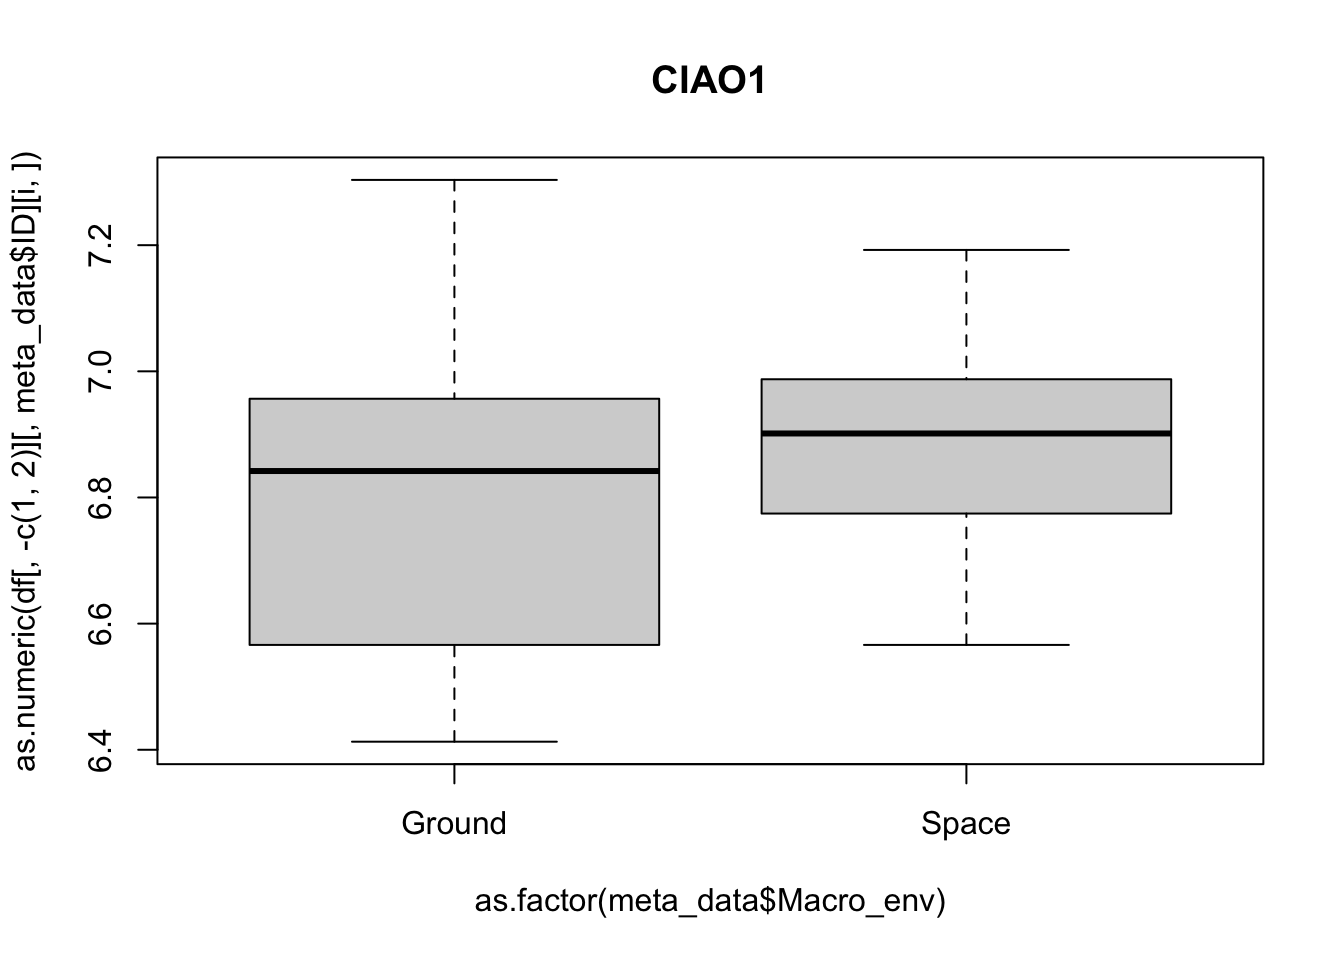 CIAO1
as.numeric(df[, -c(1, 2)][, meta_data$ID][i, ])
7.2
7.0
6.8
6.6
6.4
Ground Space
as.factor(meta_data$Macro_env)